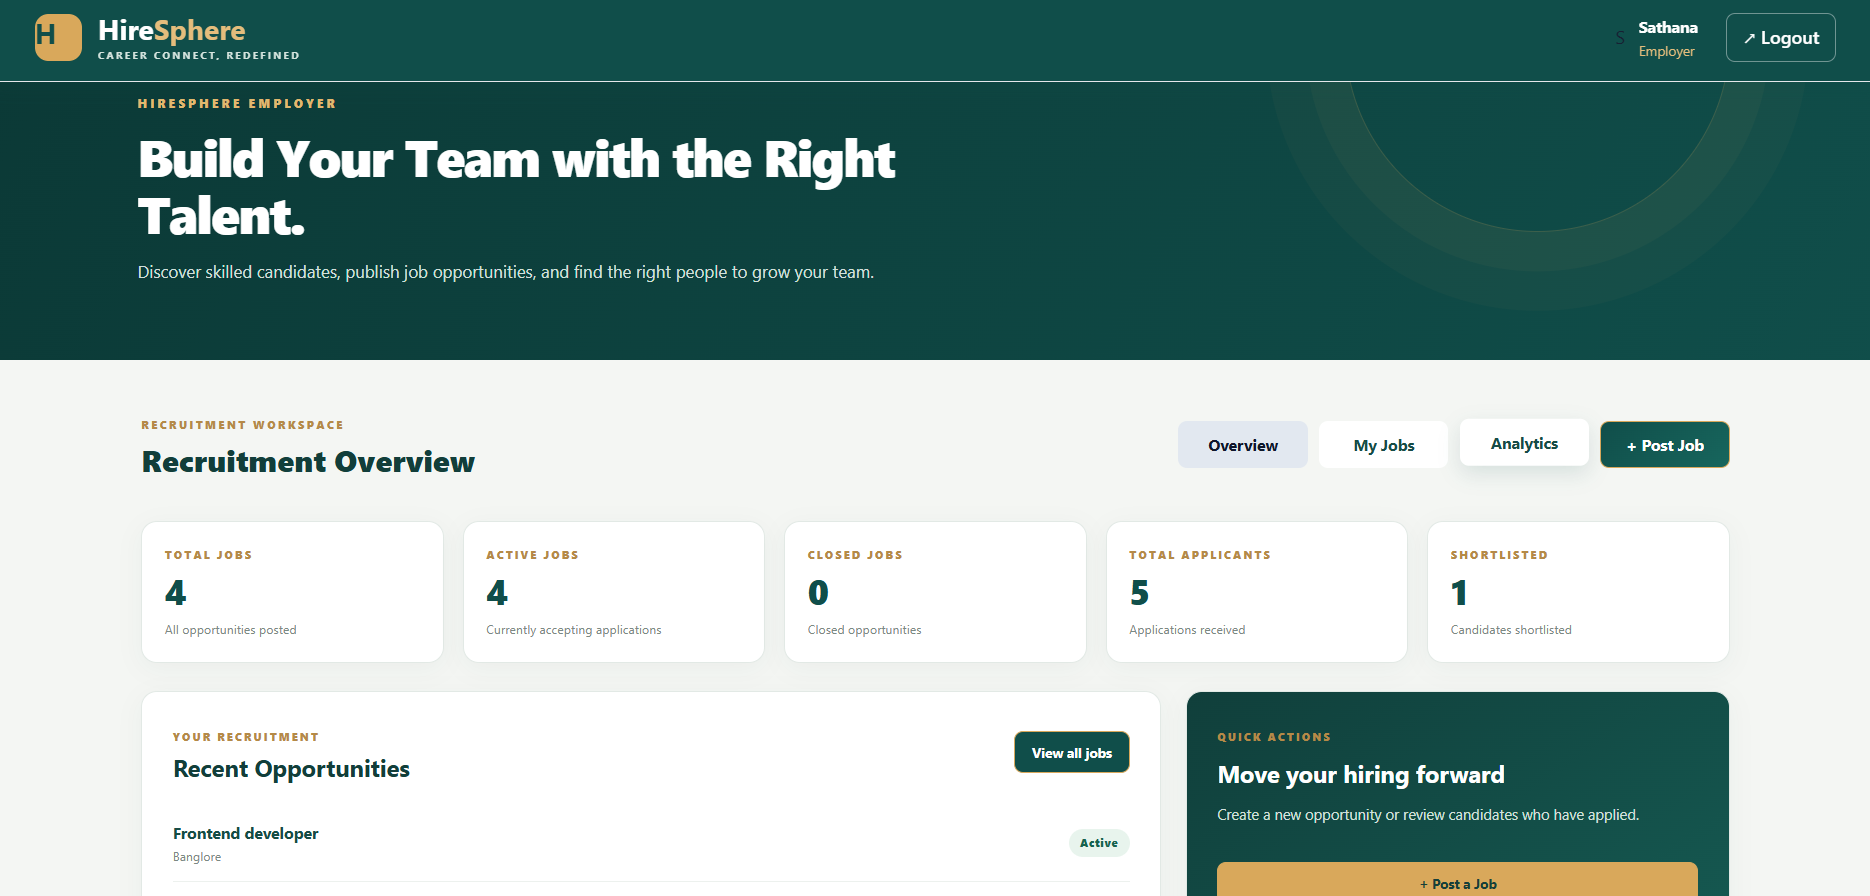 H
HireSphere
CAREER CONNECT, REDEFINED
S
Sathana
Employer
↗ Logout
HIRESPHERE EMPLOYER
Build Your Team with the Right
Talent.
Discover skilled candidates, publish job opportunities, and find the right people to grow your team.
RECRUITMENT WORKSPACE
Recruitment Overview
Overview
My Jobs
Analytics
+ Post Job
TOTAL JOBS
4
All opportunities posted
ACTIVE JOBS
4
Currently accepting applications
CLOSED JOBS
0
Closed opportunities
TOTAL APPLICANTS
5
Applications received
SHORTLISTED
1
Candidates shortlisted
YOUR RECRUITMENT
Recent Opportunities
View all jobs
Frontend developer
Banglore
Active
QUICK ACTIONS
Move your hiring forward
Create a new opportunity or review candidates who have applied.
+ Post a Job